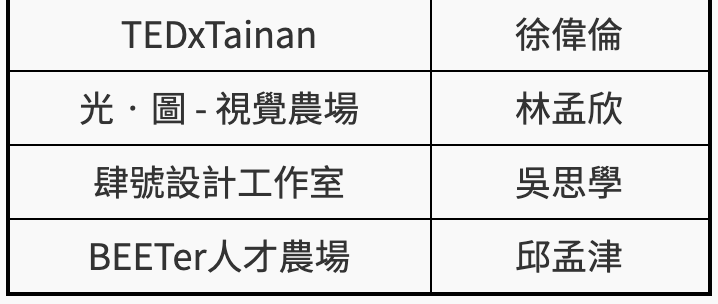 TEDxTainan 徐偉倫
光 · 圖 - 視覺農場 林孟欣
肆號設計工作室 吳思學
BEETer人才農場 邱孟津